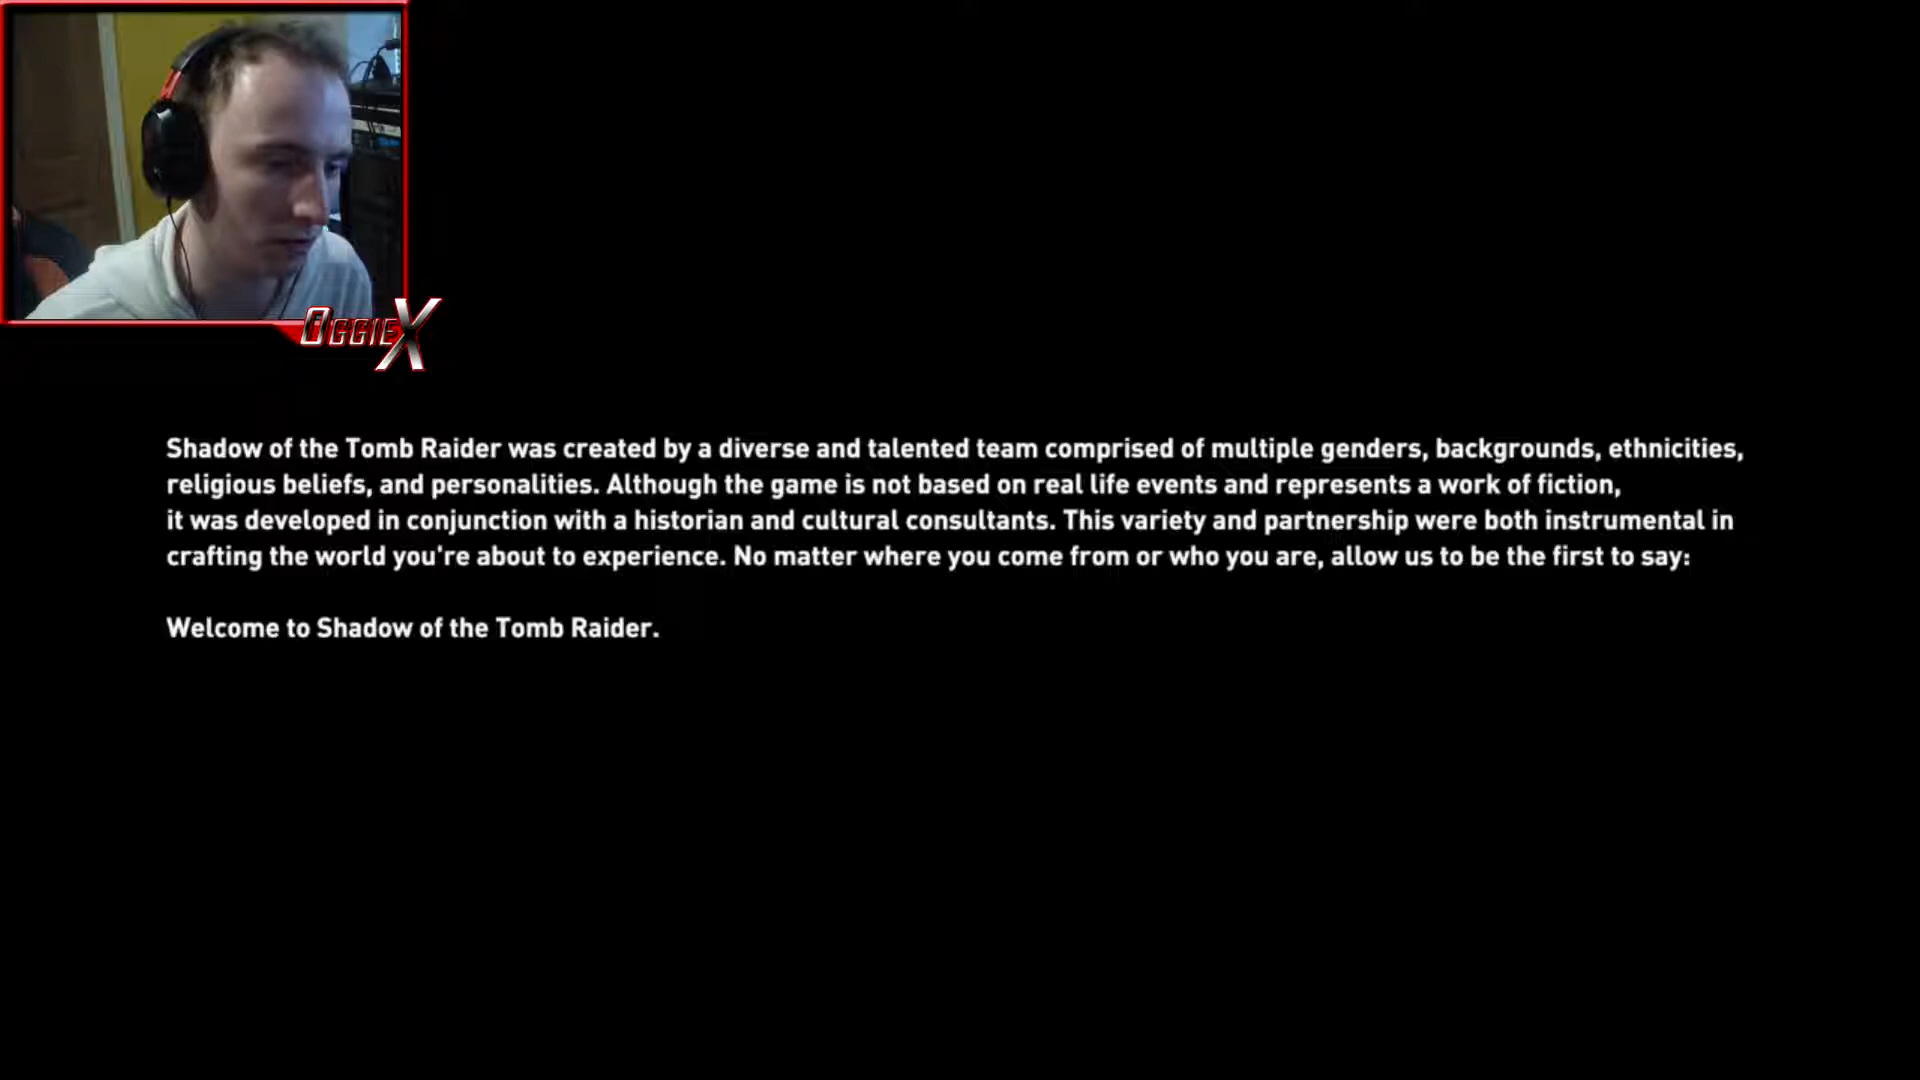 OggieX
Shadow of the Tomb Raider was created by a diverse and talented team comprised of multiple genders, backgrounds, ethnicities,
religious beliefs, and personalities. Although the game is not based on real life events and represents a work of fiction,
it was developed in conjunction with a historian and cultural consultants. This variety and partnership were both instrumental in
crafting the world you're about to experience. No matter where you come from or who you are, allow us to be the first to say:
Welcome to Shadow of the Tomb Raider.